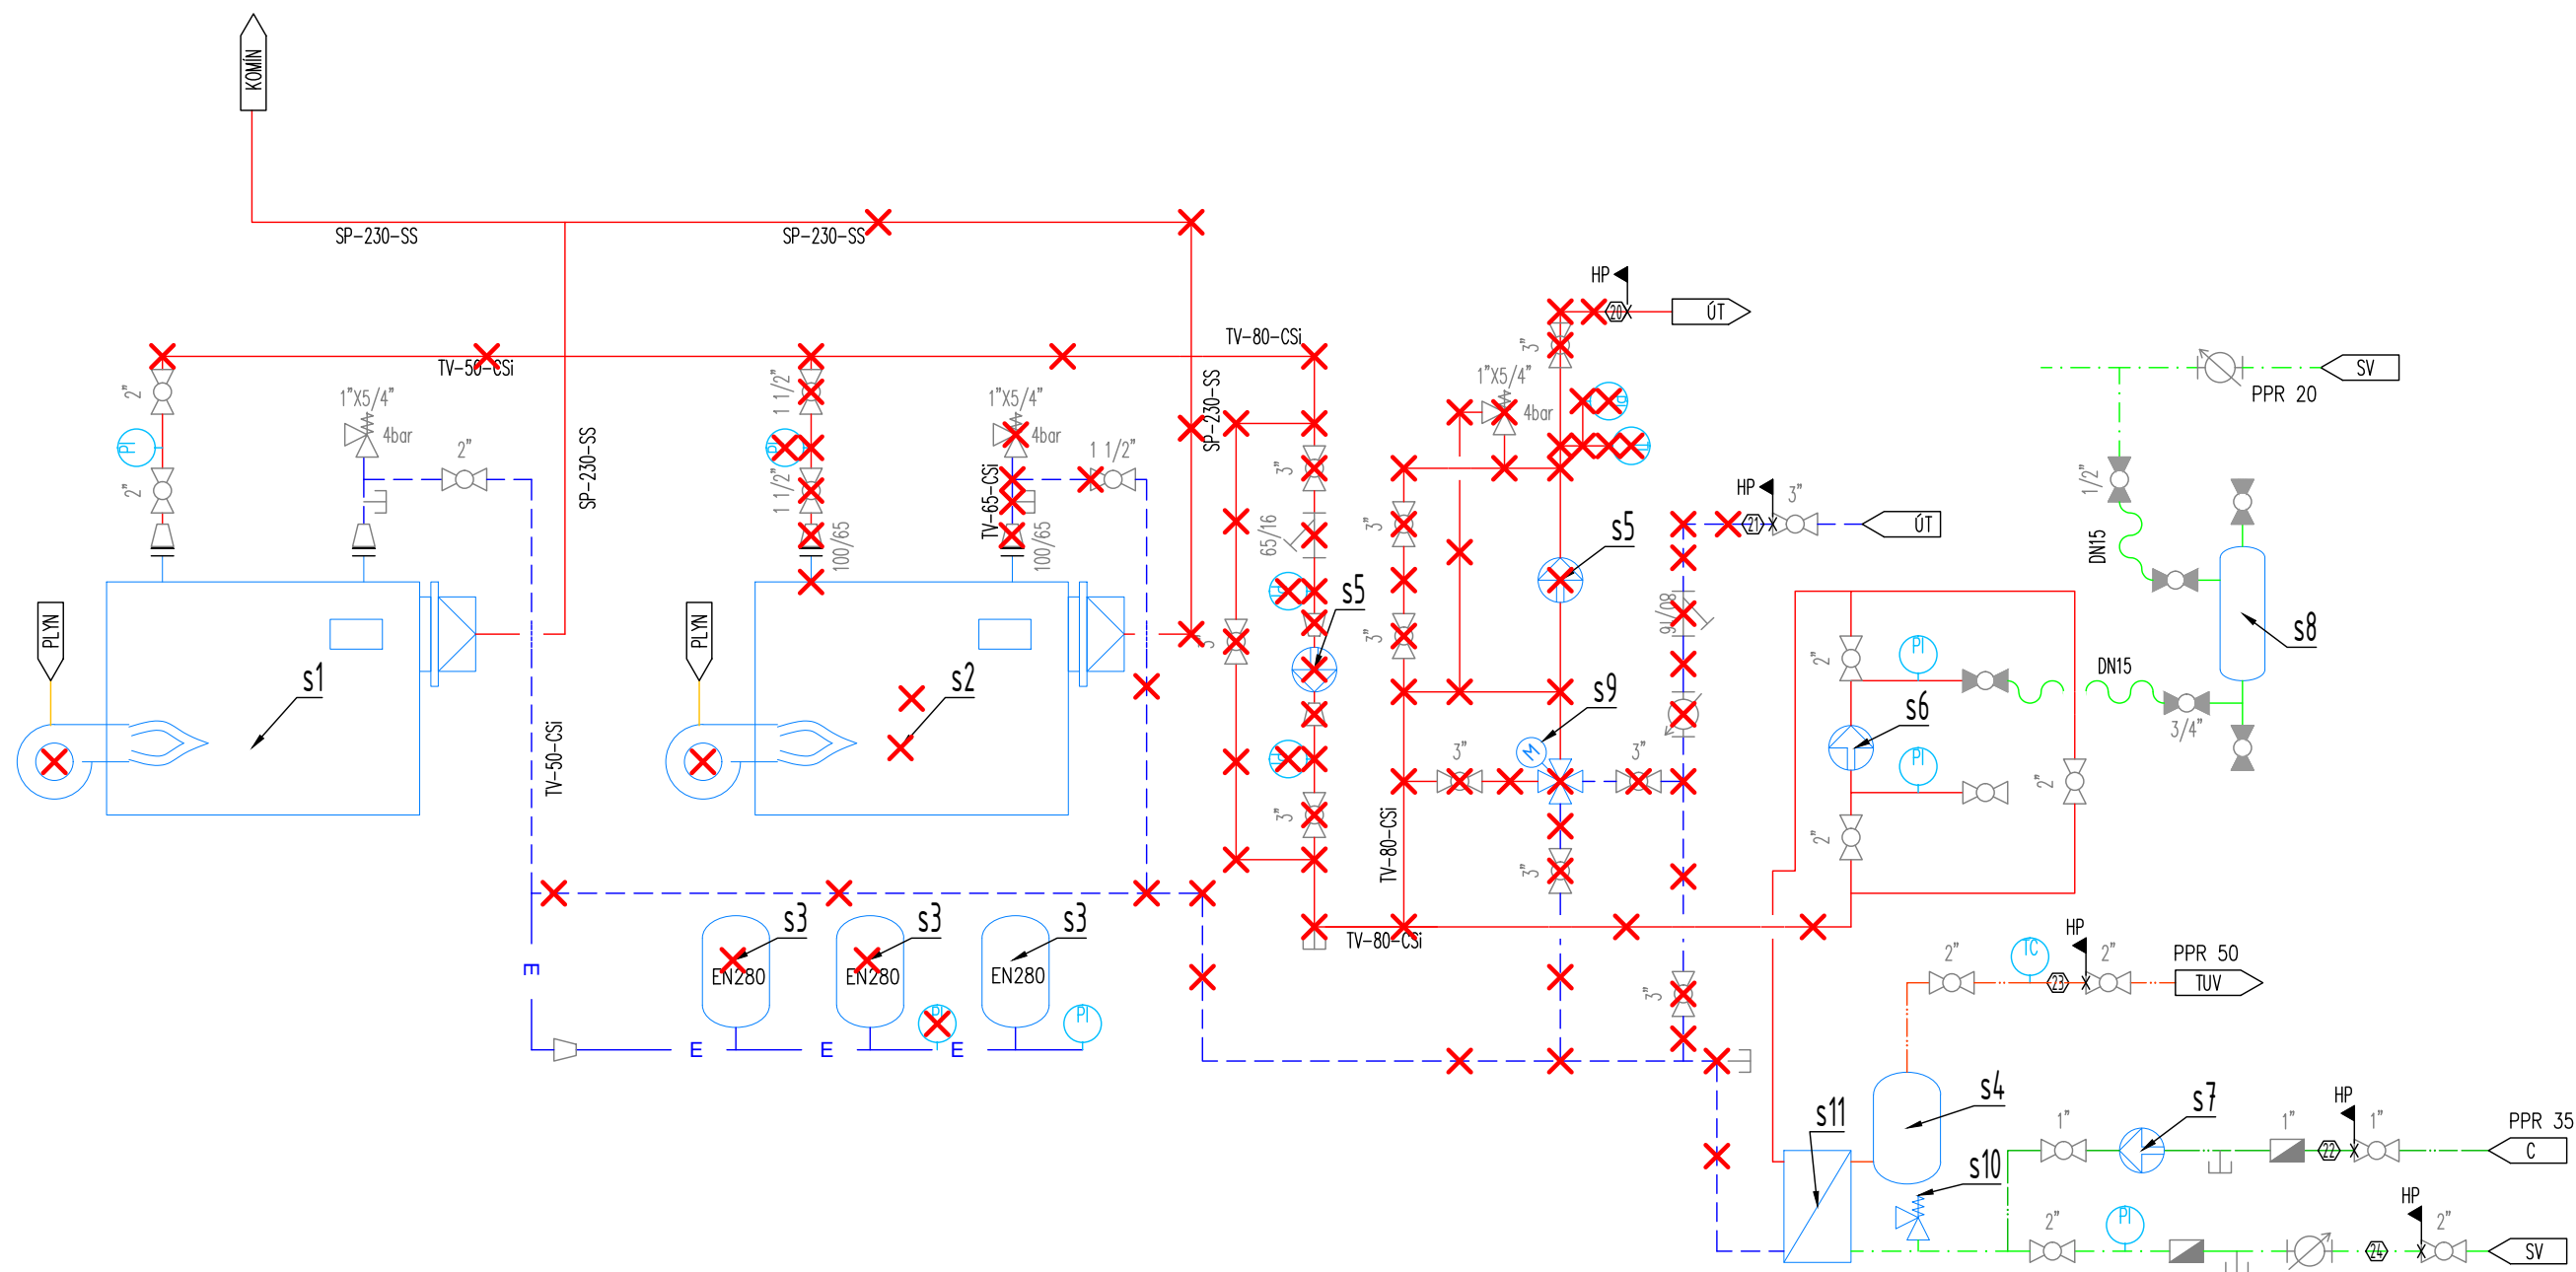 KOMÍN
SP-230-SS
SP-230-SS
HP
20
ÚT
TV-80-CSi
TV-50-CSi
SP-230-SS
SP-230-SS
2"
1"X5/4"
4bar
PI
2"
2"
1 1/2"
PI
1 1/2"
100/65
1"X5/4"
4bar
1 1/2"
TV-65-CSi
100/65
3"
65/16
3"
1"X5/4"
4bar
3"
3"
s5
s5
HP
21
3"
ÚT
80/16
SV
PPR 20
1/2"
DN15
s8
DN15
3/4"
PLYN
s1
PLYN
s2
TV-50-CSi
3"
3"
s9
M
3"
3"
3"
TV-80-CSi
TV-80-CSi
2"
PI
s6
PI
2"
2"
E
s3
EN280
s3
EN280
s3
EN280
PI
PI
E
E
E
3"
2"
TC
23
HP
2"
PPR 50
TUV
s11
s4
s10
1"
s7
1"
22
HP
1"
PPR 35
C
2"
PI
24
HP
2"
SV